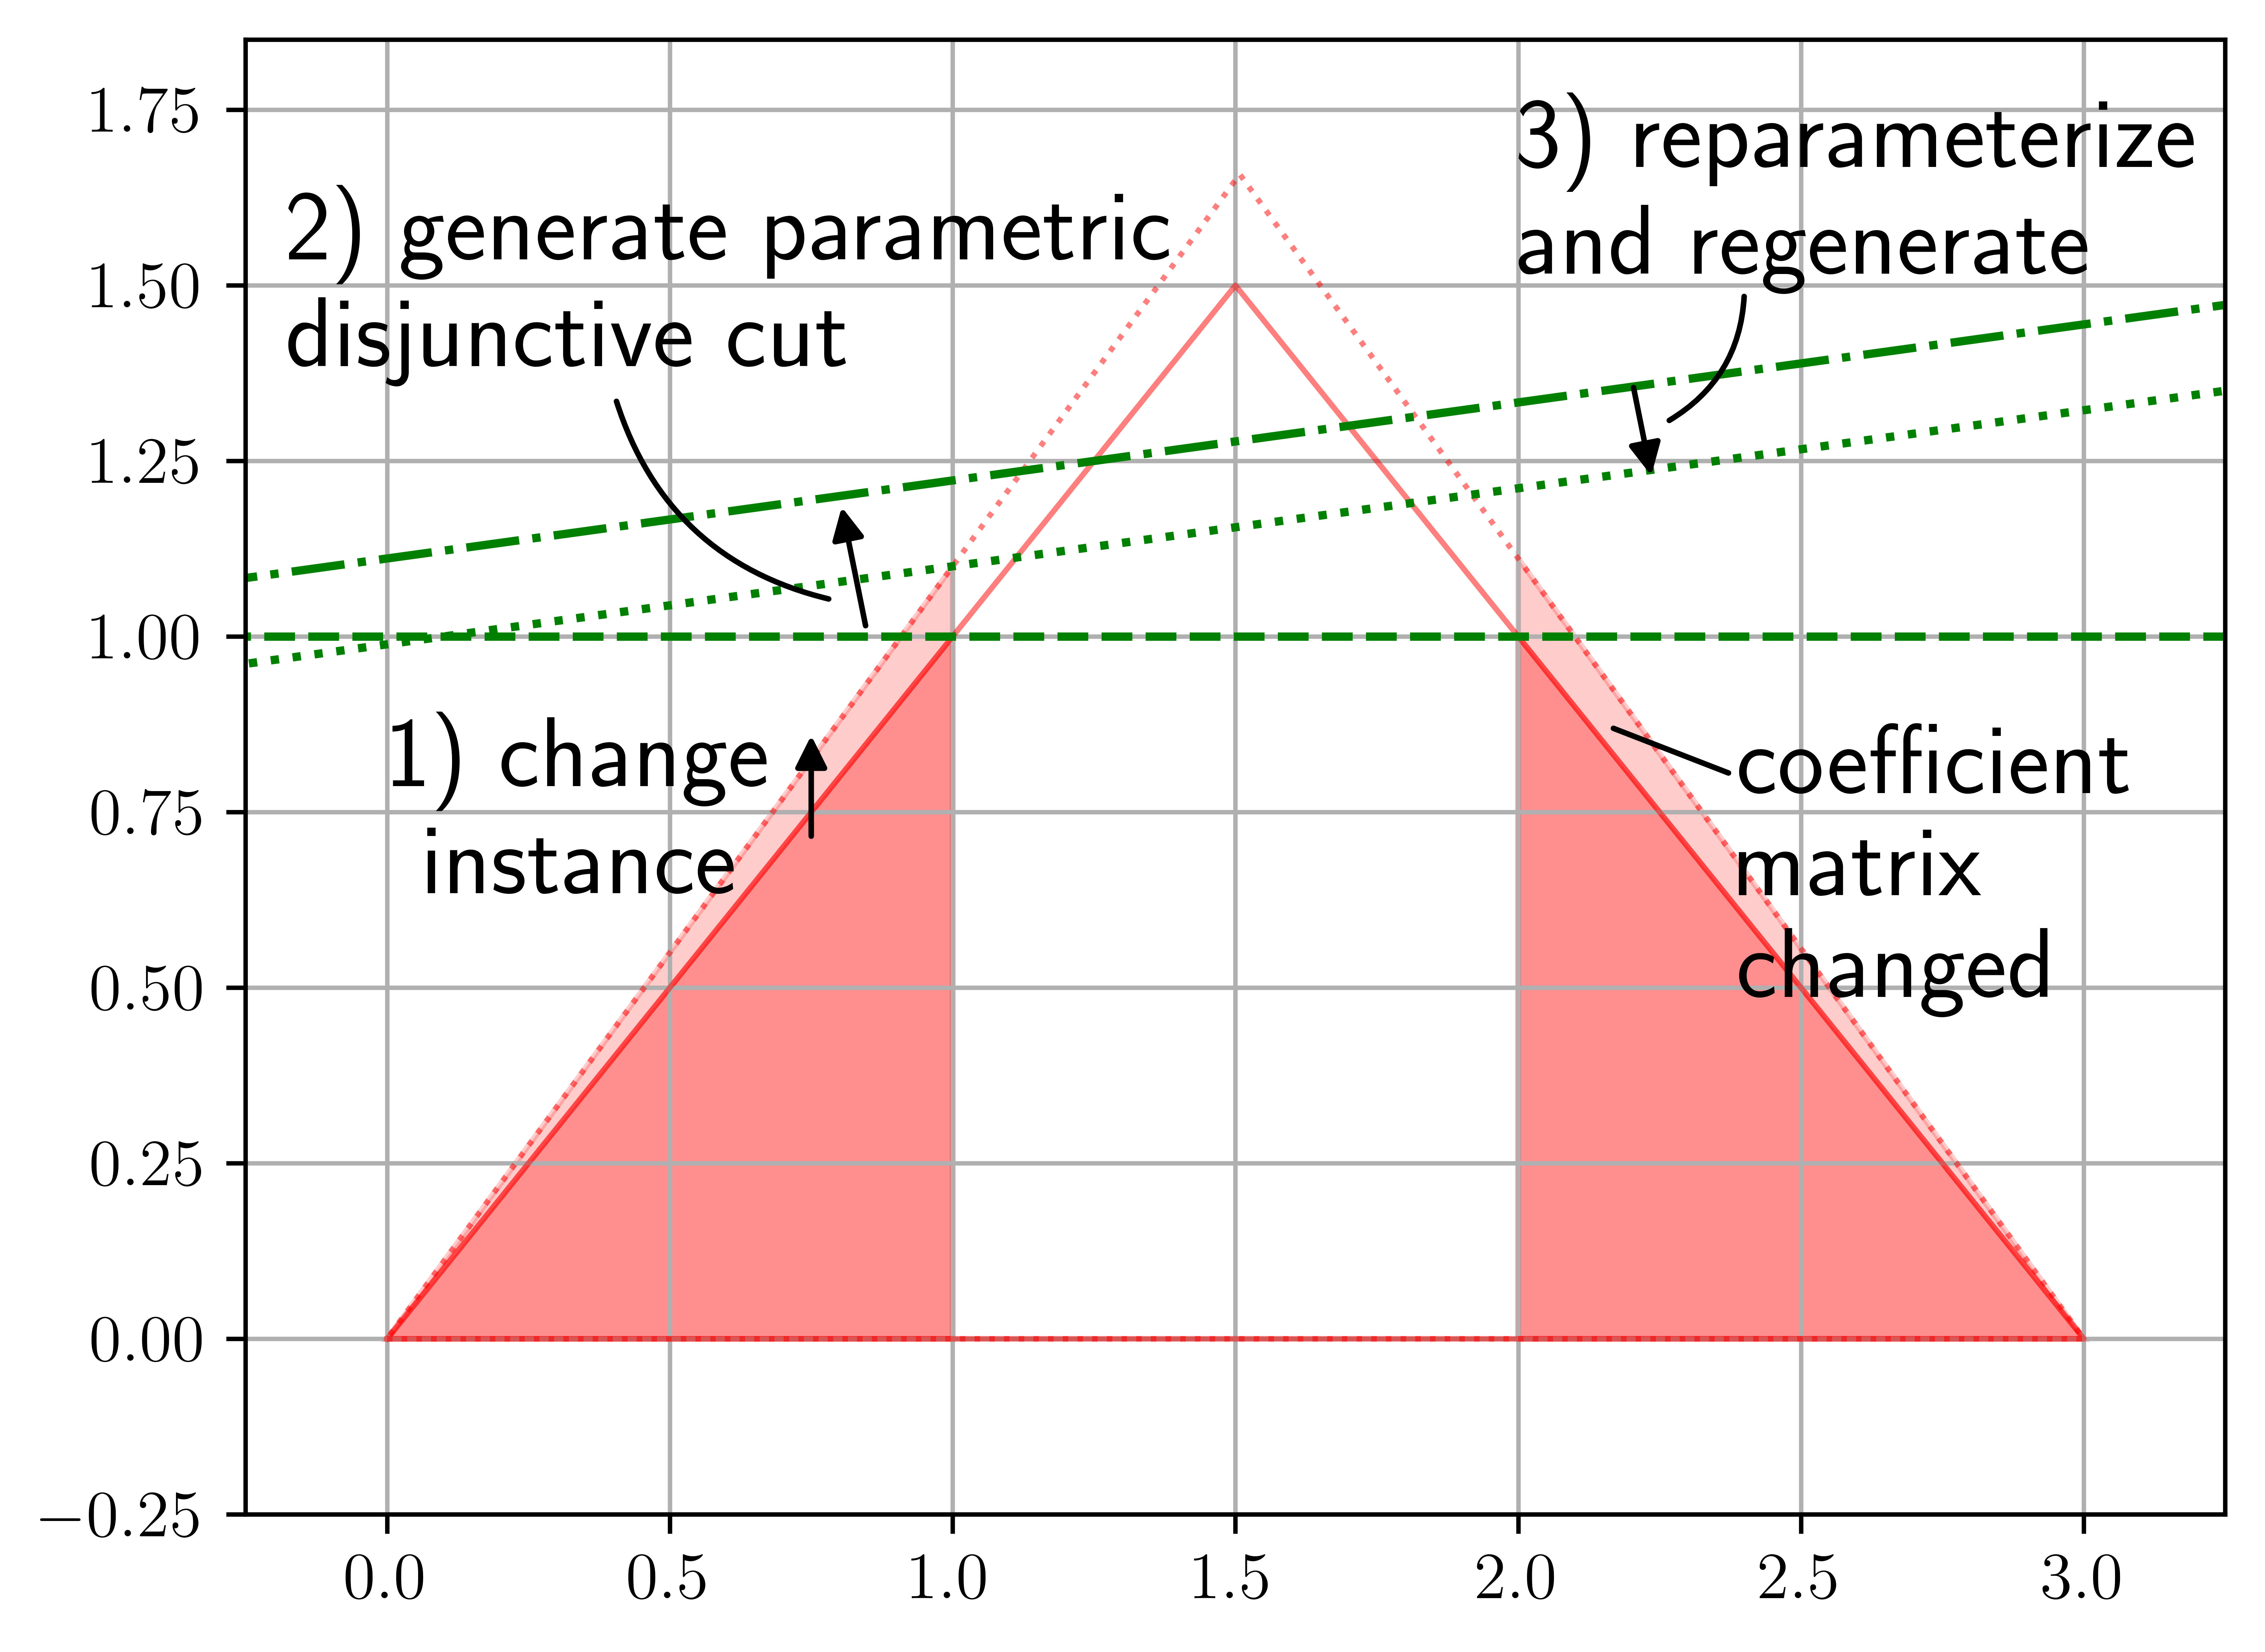 1.75
1.50
1.25
1.00
0.75
0.50
0.25
0.00
−0.25
0.0 0.5 1.0 1.5 2.0 2.5 3.0
2) generate parametric
disjunctive cut
3) reparameterize
and regenerate
1) change
instance
coefficient
matrix
changed